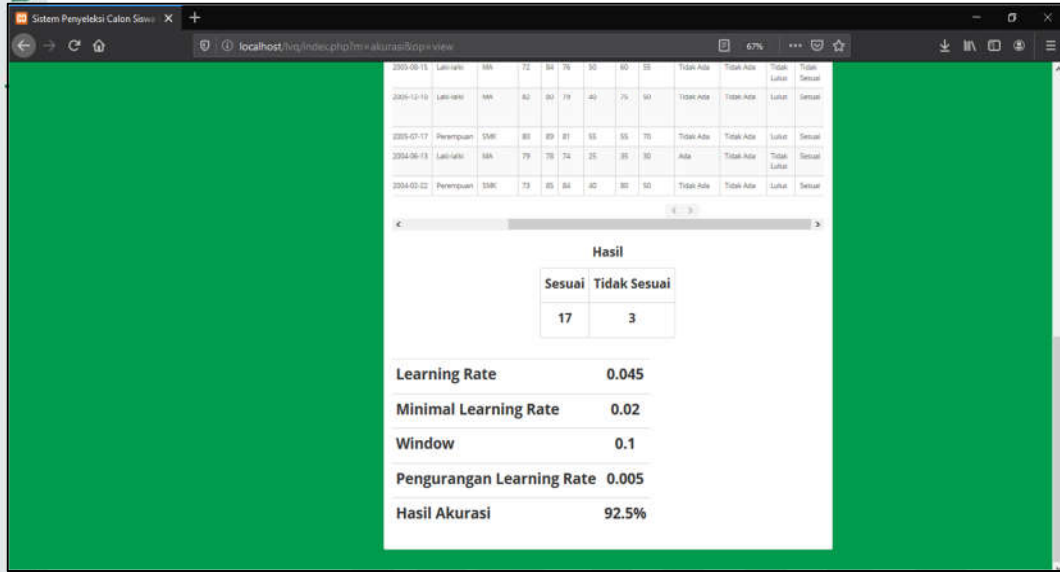 Sistem Penyeleksi Calon Siswa
localhost/lvq/index.php?m=akurasi&op=view 67%
2005-08-15 Laki-laki MA 72 84 76 50 60 55 Tidak Ada Tidak Ada Tidak Lulus Tidak Sesuai
2005-12-10 Laki-laki MA 82 80 79 40 75 50 Tidak Ada Tidak Ada Lulus Sesuai
2005-07-17 Perempuan SMK 80 89 81 55 55 70 Tidak Ada Tidak Ada Lulus Sesuai
2004-06-13 Laki-laki MA 79 78 74 25 35 30 Ada Tidak Ada Tidak Lulus Sesuai
2004-02-22 Perempuan SMK 73 85 84 40 80 50 Tidak Ada Tidak Ada Lulus Sesuai
Hasil
Sesuai Tidak Sesuai
17 3
Learning Rate 0.045
Minimal Learning Rate 0.02
Window 0.1
Pengurangan Learning Rate 0.005
Hasil Akurasi 92.5%